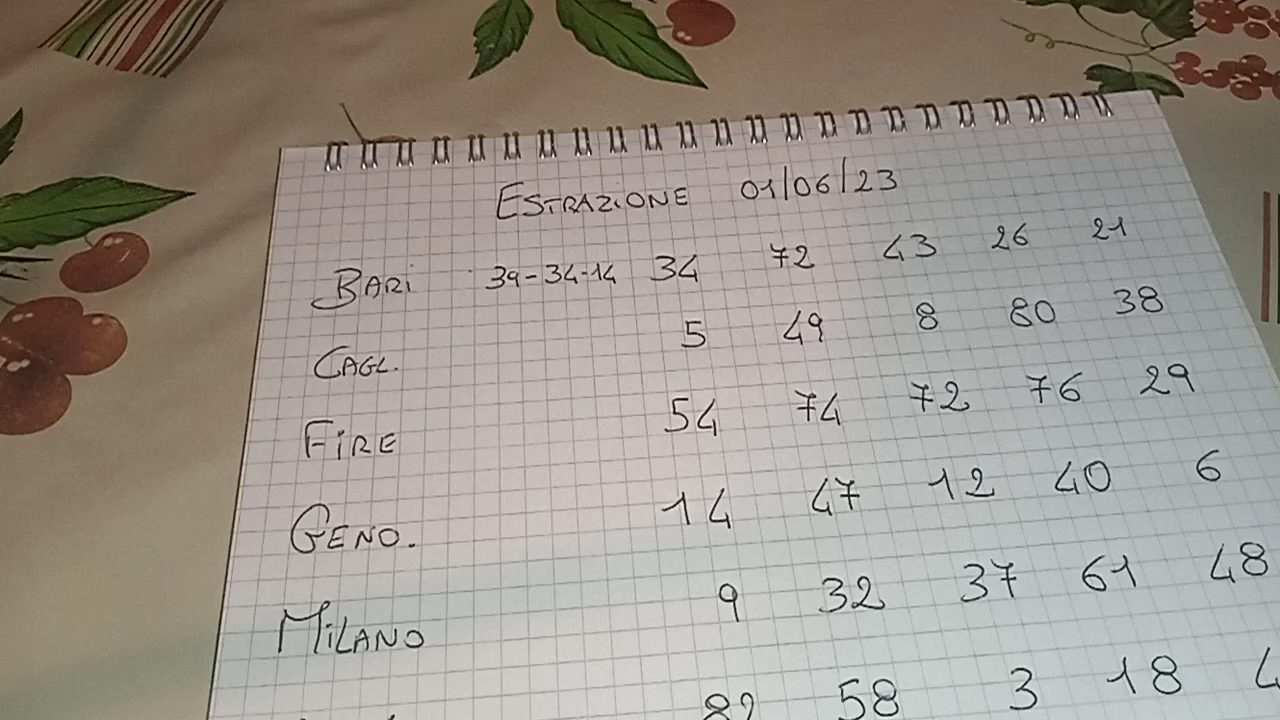 ESTRAZIONE 01/06/23
BARI 39-34-14 34 72 43 26 21
CAGL. 5 49 8 80 38
FIRE 54 74 72 76 29
GENO. 14 47 12 40 6
MILANO 9 32 37 61 48
82 58 3 18